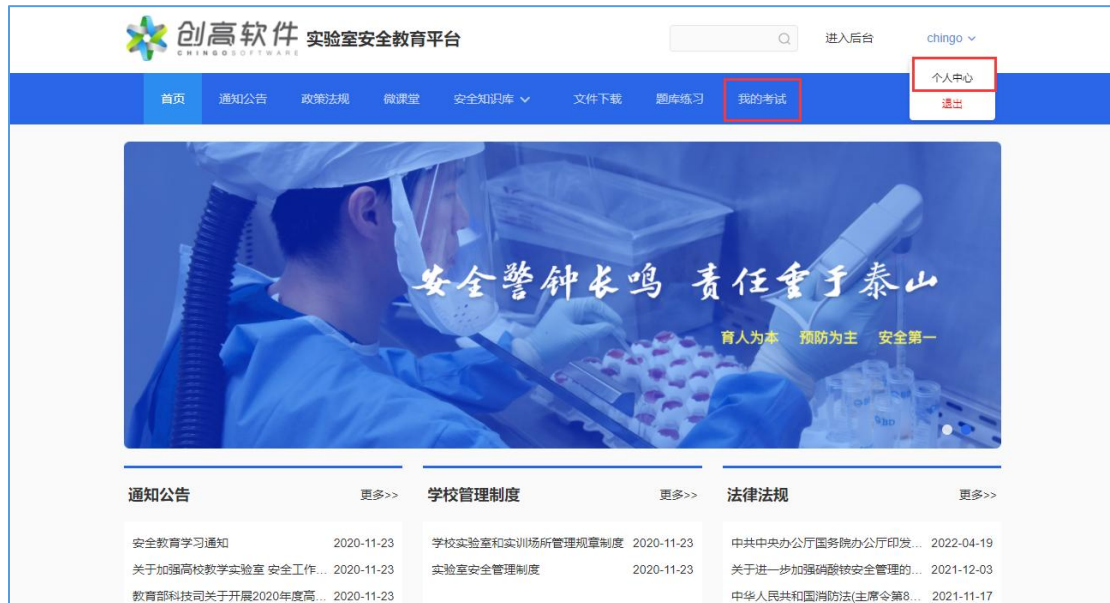 创高软件 实验室安全教育平台 进入后台 chingo
CHINGOSOFTWARE
个人中心
首页 通知公告 政策法规 微课堂 安全知识库 文件下载 题库练习 我的考试
退出
安全警钟长鸣 责任重于泰山
育人为本 预防为主 安全第一
通知公告 更多>> 学校管理制度 更多>> 法律法规 更多>>
安全教育学习通知 2020-11-23 学校实验室和实训场所管理规章制度 2020-11-23 中共中央办公厅国务院办公厅印发... 2022-04-19
关于加强高校教学实验室 安全工作... 2020-11-23 实验室安全管理制度 2020-11-23 关于进一步加强硝酸铵安全管理的... 2021-12-03
教育部科技司关于开展2020年度高... 2020-11-23 中华人民共和国消防法(主席令第8... 2021-11-17